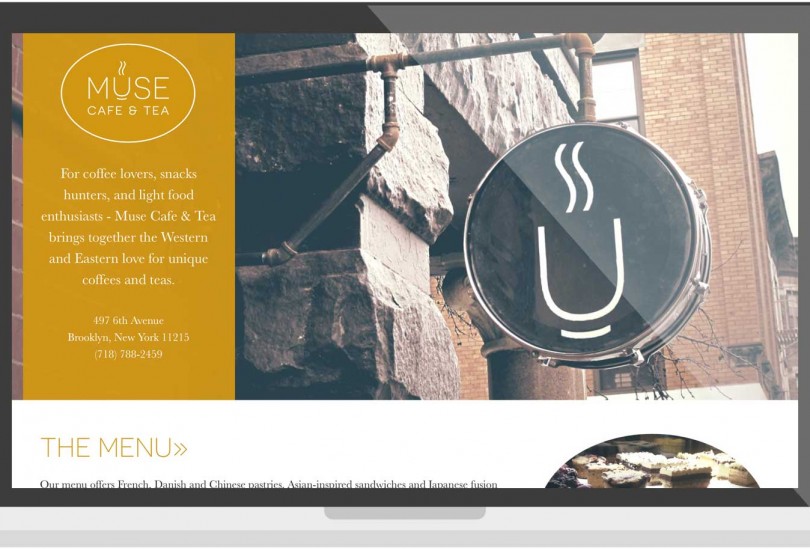 MUSE
CAFE & TEA
For coffee lovers, snacks
hunters, and light food
enthusiasts - Muse Cafe & Tea
brings together the Western
and Eastern love for unique
coffees and teas.
497 6th Avenue
Brooklyn, New York 11215
(718) 788-2459
THE MENU»
Our menu offers French, Danish and Chinese pastries, Asian-inspired sandwiches and Japanese fusion